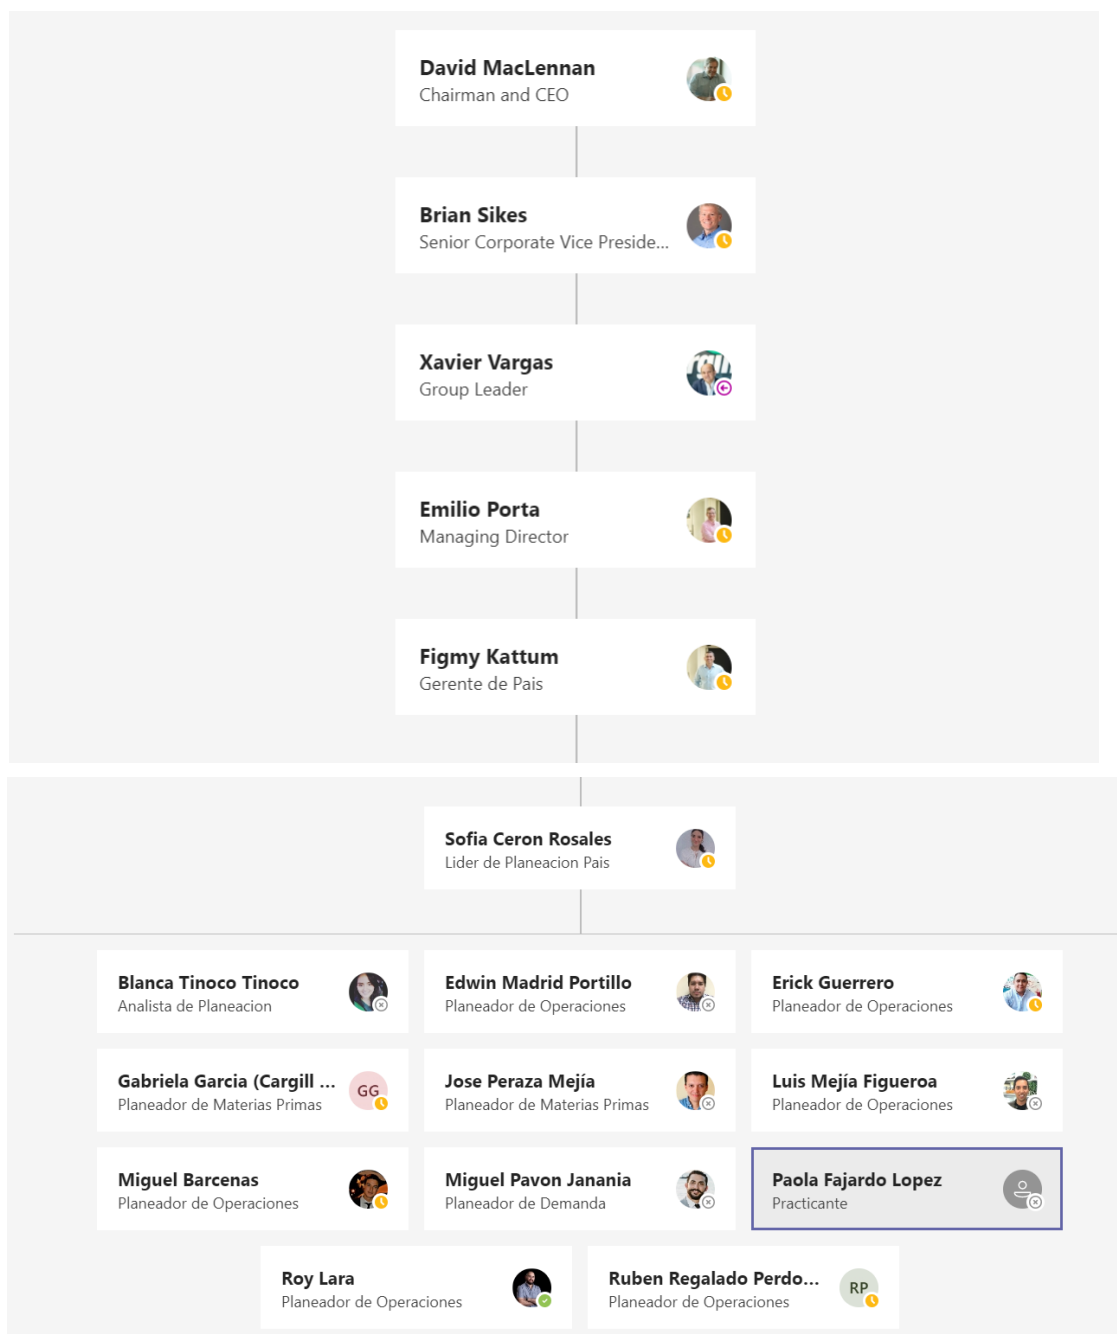 David MacLennan
Chairman and CEO
Brian Sikes
Senior Corporate Vice Preside...
Xavier Vargas
Group Leader
Emilio Porta
Managing Director
Figmy Kattum
Gerente de Pais
Sofia Ceron Rosales
Lider de Planeacion Pais
Blanca Tinoco Tinoco
Analista de Planeacion
Edwin Madrid Portillo
Planeador de Operaciones
Erick Guerrero
Planeador de Operaciones
Gabriela Garcia (Cargill ...
Planeador de Materias Primas
GG
Jose Peraza Mejía
Planeador de Materias Primas
Luis Mejía Figueroa
Planeador de Operaciones
Miguel Barcenas
Planeador de Operaciones
Miguel Pavon Janania
Planeador de Demanda
Paola Fajardo Lopez
Practicante
Roy Lara
Planeador de Operaciones
Ruben Regalado Perdo...
Planeador de Operaciones
RP